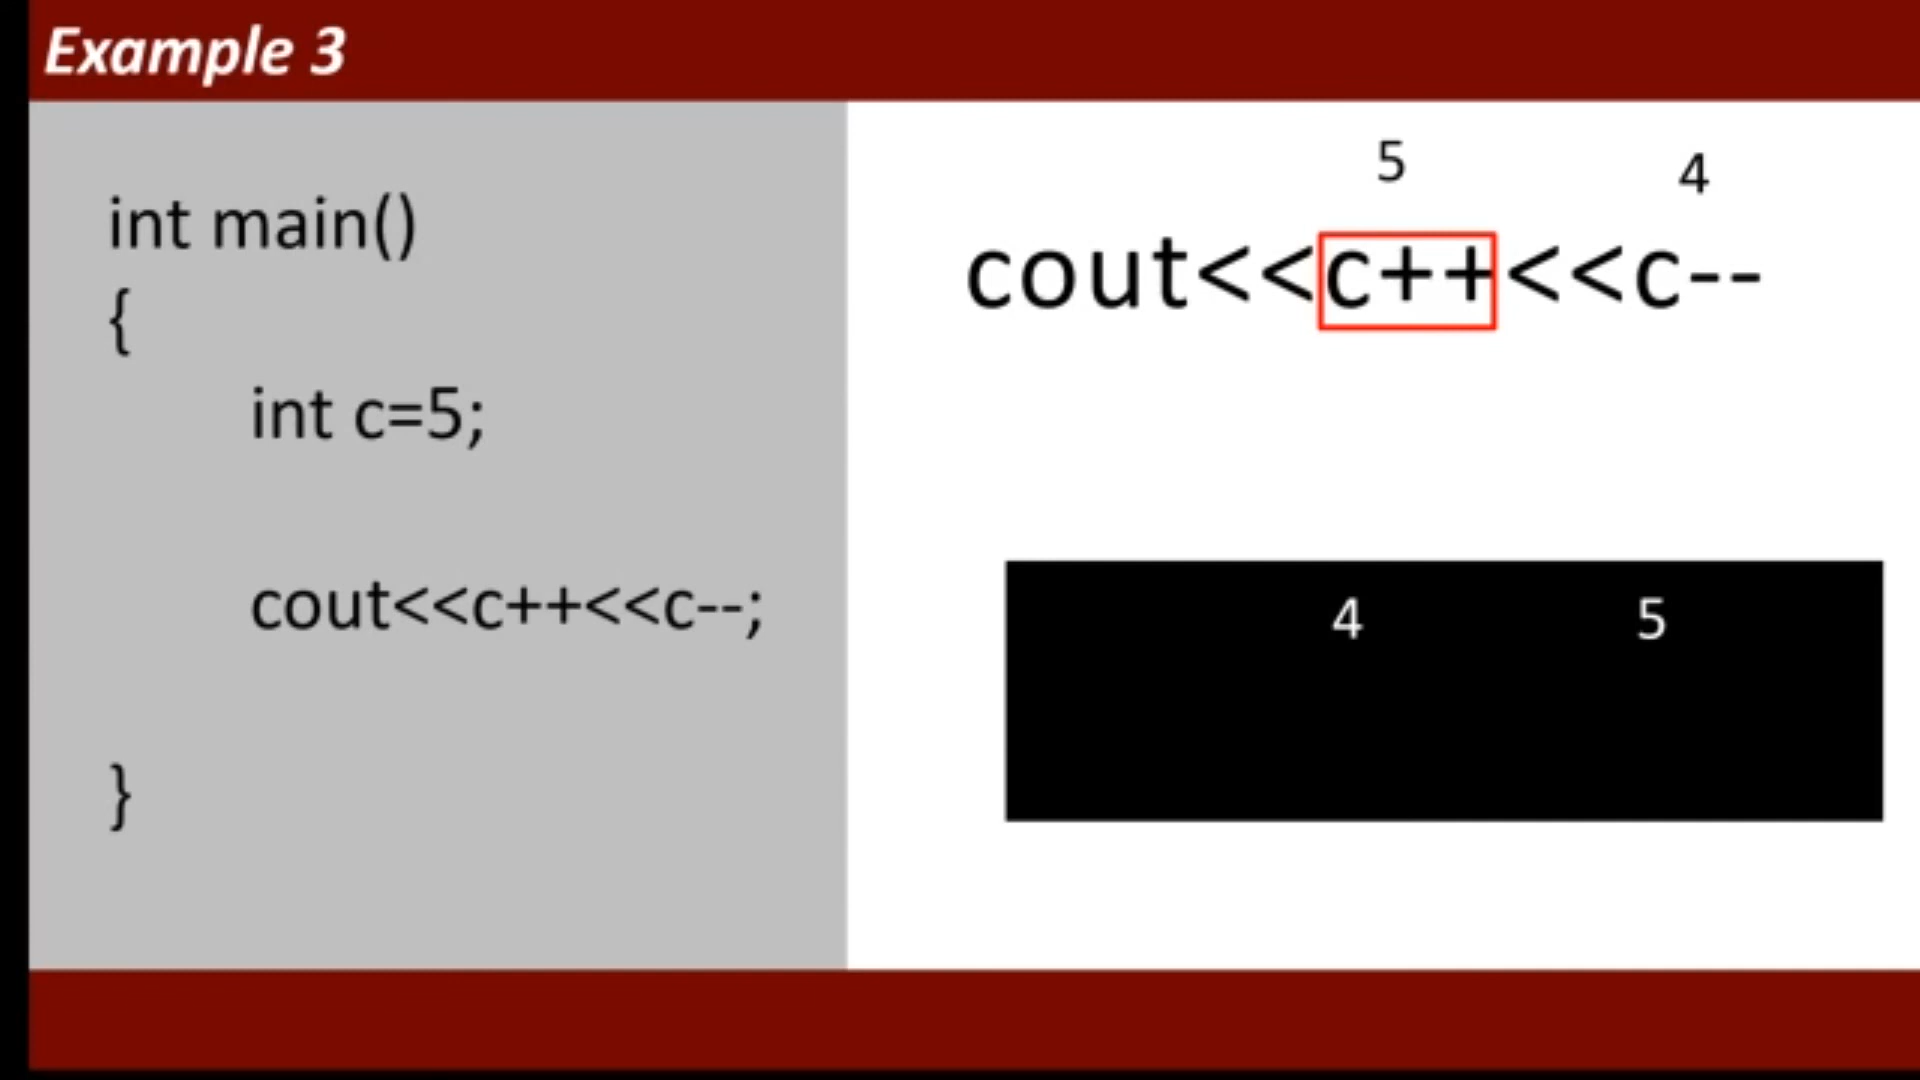 Example 3
int main()
{
int c=5;
cout<<c++<<c--;
}
5 4
cout<<c++<<c--
4 5